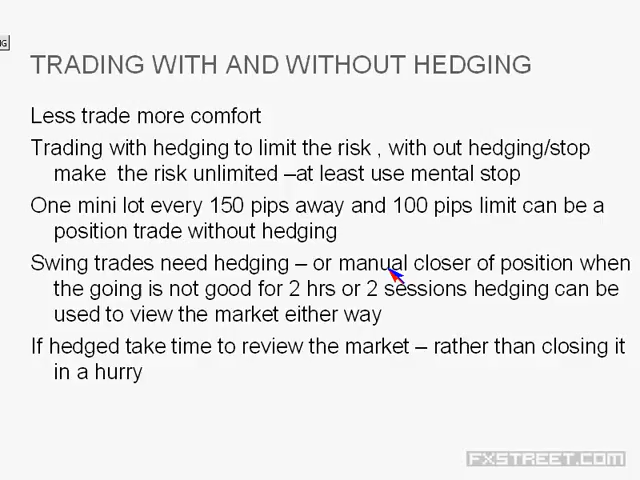 TRADING WITH AND WITHOUT HEDGING
Less trade more comfort
Trading with hedging to limit the risk , with out hedging/stop
make the risk unlimited –at least use mental stop
One mini lot every 150 pips away and 100 pips limit can be a
position trade without hedging
Swing trades need hedging – or manual closer of position when
the going is not good for 2 hrs or 2 sessions hedging can be
used to view the market either way
If hedged take time to review the market – rather than closing it
in a hurry
FXSTREET.COM